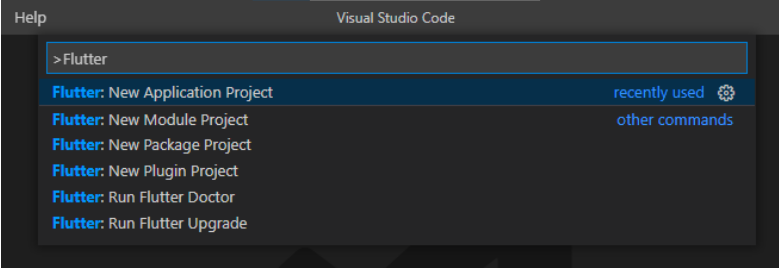 Help Visual Studio Code
>Flutter
Flutter: New Application Project recently used
Flutter: New Module Project other commands
Flutter: New Package Project
Flutter: New Plugin Project
Flutter: Run Flutter Doctor
Flutter: Run Flutter Upgrade